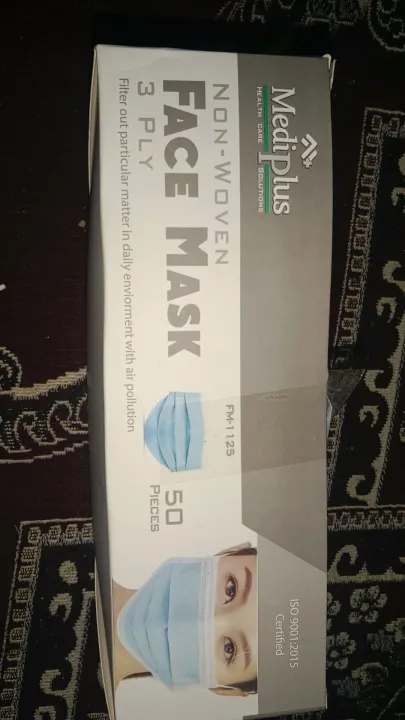 MediPlus
HEALTH CARE SOLUTIONS
NON-WOVEN
FACE MASK
3 PLY
Filter out particular matter in daily enviorment with air pollution
FM-1125
50
PIECES
ISO 9001:2015
Certified